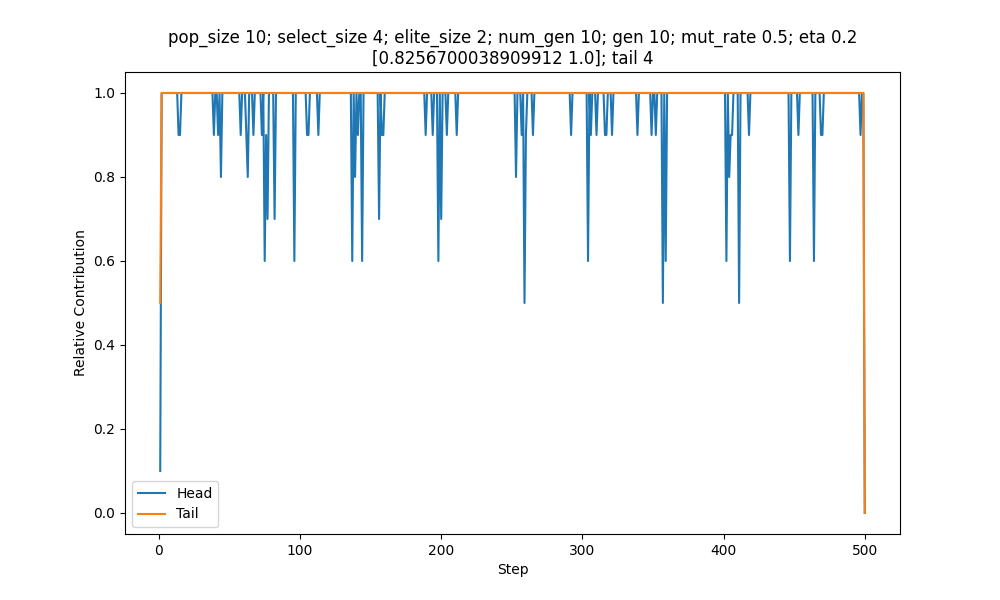 pop_size 10; select_size 4; elite_size 2; num_gen 10; gen 10; mut_rate 0.5; eta 0.2
[0.8256700038909912 1.0]; tail 4
Relative Contribution
1.0
0.8
0.6
0.4
0.2
0.0
Head
Tail
0 100 200 300 400 500
Step